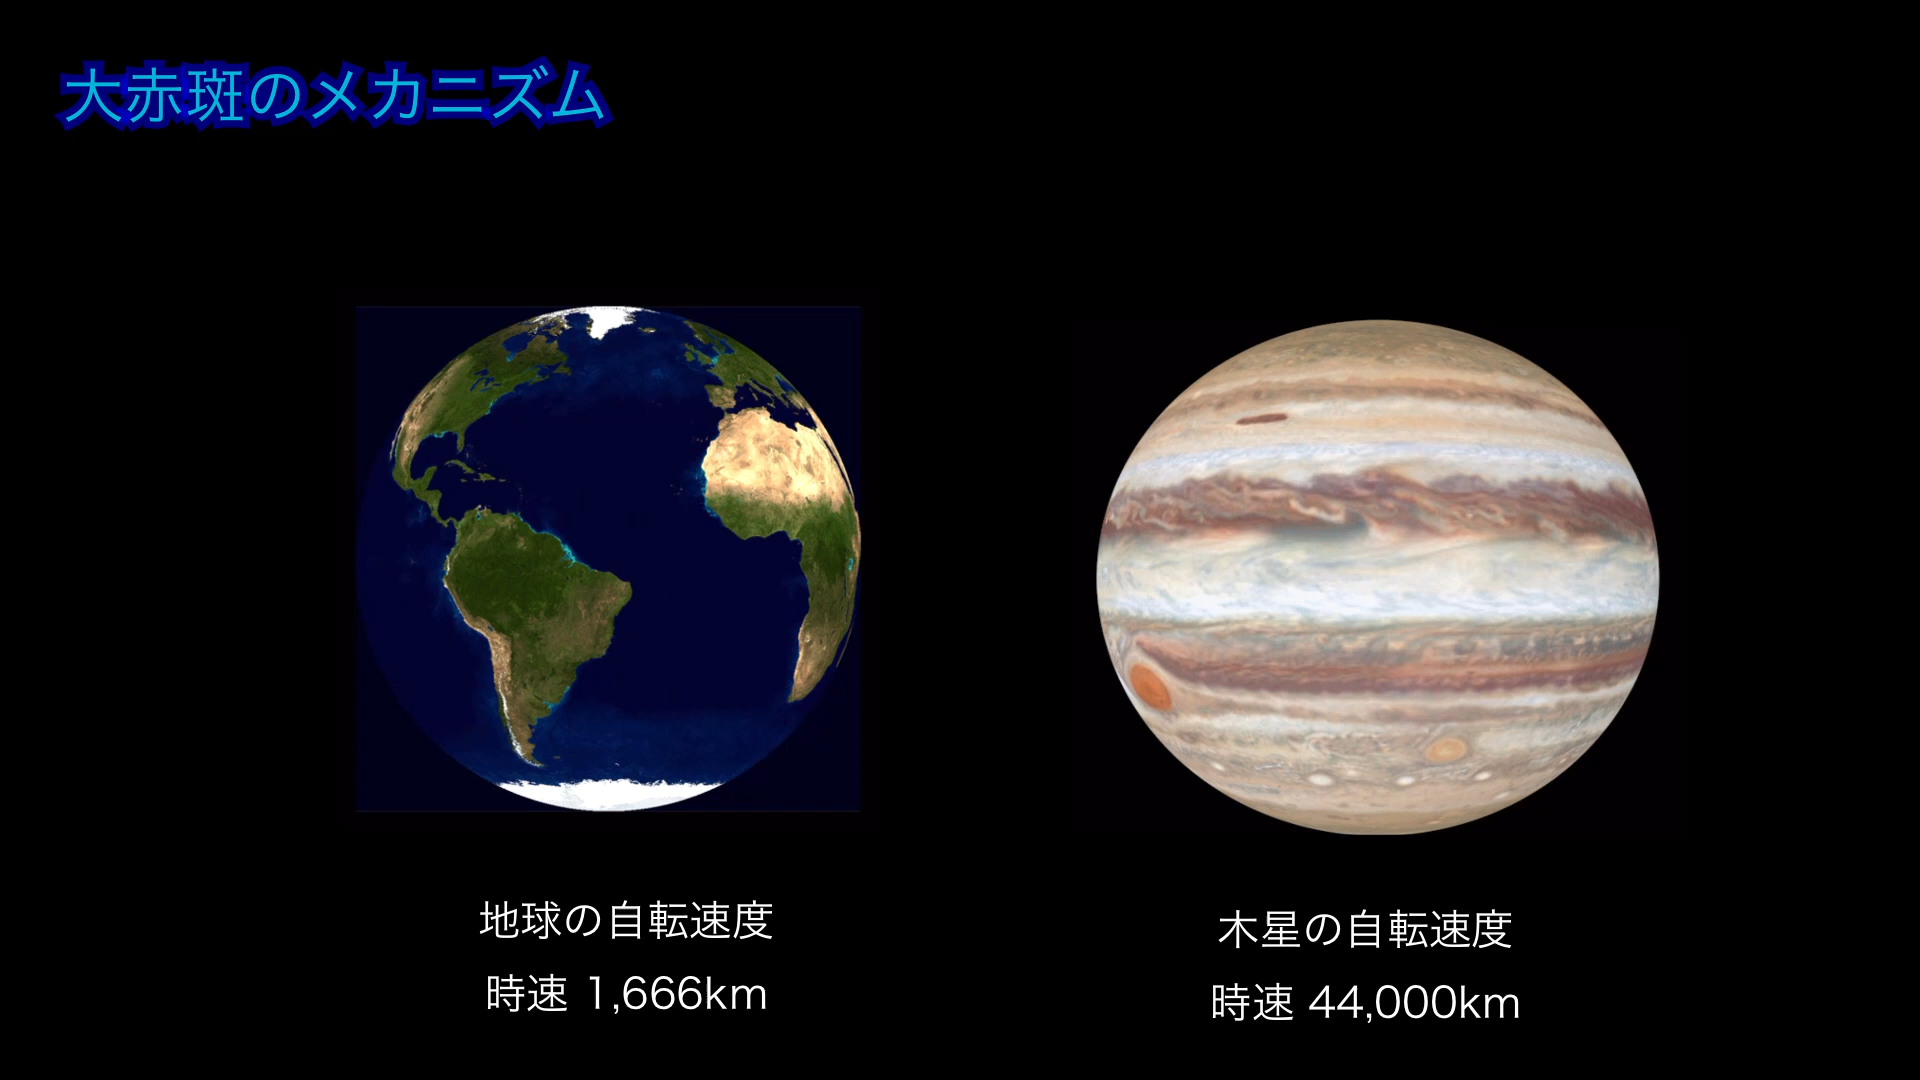 大赤斑のメカニズム
地球の自転速度
時速 1,666km
木星の自転速度
時速 44,000km